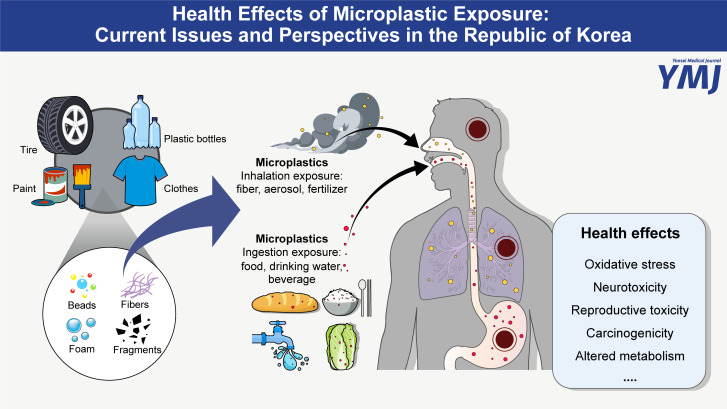 Health Effects of Microplastic Exposure:
Current Issues and Perspectives in the Republic of Korea
Yonsei Medical Journal
YMJ
Tire
Plastic bottles
Paint
Clothes
Beads
Fibers
Foam
Fragments
Microplastics
Inhalation exposure:
fiber, aerosol, fertilizer
Microplastics
Ingestion exposure:
food, drinking water,
beverage
Health effects
Oxidative stress
Neurotoxicity
Reproductive toxicity
Carcinogenicity
Altered metabolism
....